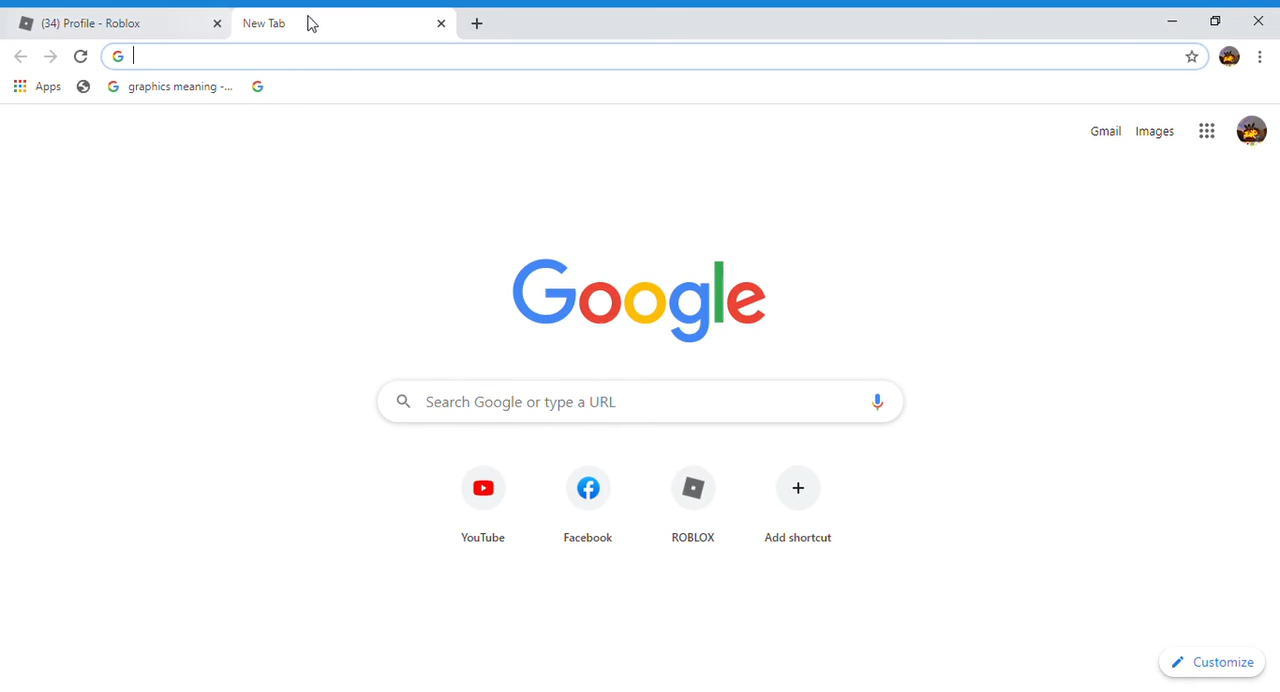 (34) Profile - Roblox
New Tab
Apps
graphics meaning -...
Gmail
Images
Google
Search Google or type a URL
YouTube
Facebook
ROBLOX
Add shortcut
Customize